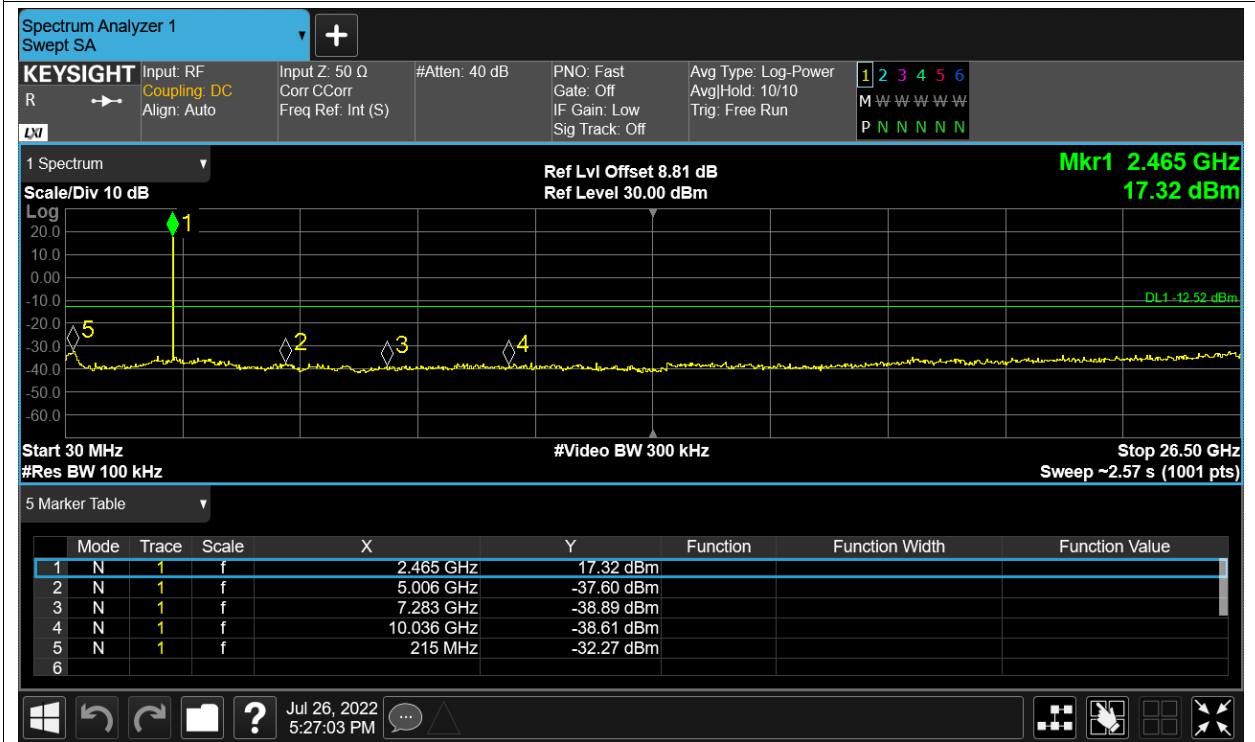 Spectrum Analyzer 1
Swept SA
+
KEYSIGHT
R
LXI
Input: RF
Coupling: DC
Align: Auto
Input Z: 50 Ω
Corr CCorr
Freq Ref: Int (S)
#Atten: 40 dB
PNO: Fast
Gate: Off
IF Gain: Low
Sig Track: Off
Avg Type: Log-Power
Avg|Hold: 10/10
Trig: Free Run
1 2 3 4 5 6
M W W W W W
P N N N N N
1 Spectrum
Scale/Div 10 dB
Ref Lvl Offset 8.81 dB
Ref Level 30.00 dBm
Mkr1 2.465 GHz
17.32 dBm
Log
20.0
10.0
0.00
-10.0
-20.0
-30.0
-40.0
-50.0
-60.0
1
DL1 -12.52 dBm
5
2
3
4
Start 30 MHz
#Video BW 300 kHz
Stop 26.50 GHz
#Res BW 100 kHz
Sweep ~2.57 s (1001 pts)
5 Marker Table
Mode Trace Scale X Y Function Function Width Function Value
1 N 1 f 2.465 GHz 17.32 dBm
2 N 1 f 5.006 GHz -37.60 dBm
3 N 1 f 7.283 GHz -38.89 dBm
4 N 1 f 10.036 GHz -38.61 dBm
5 N 1 f 215 MHz -32.27 dBm
6
?
Jul 26, 2022
5:27:03 PM